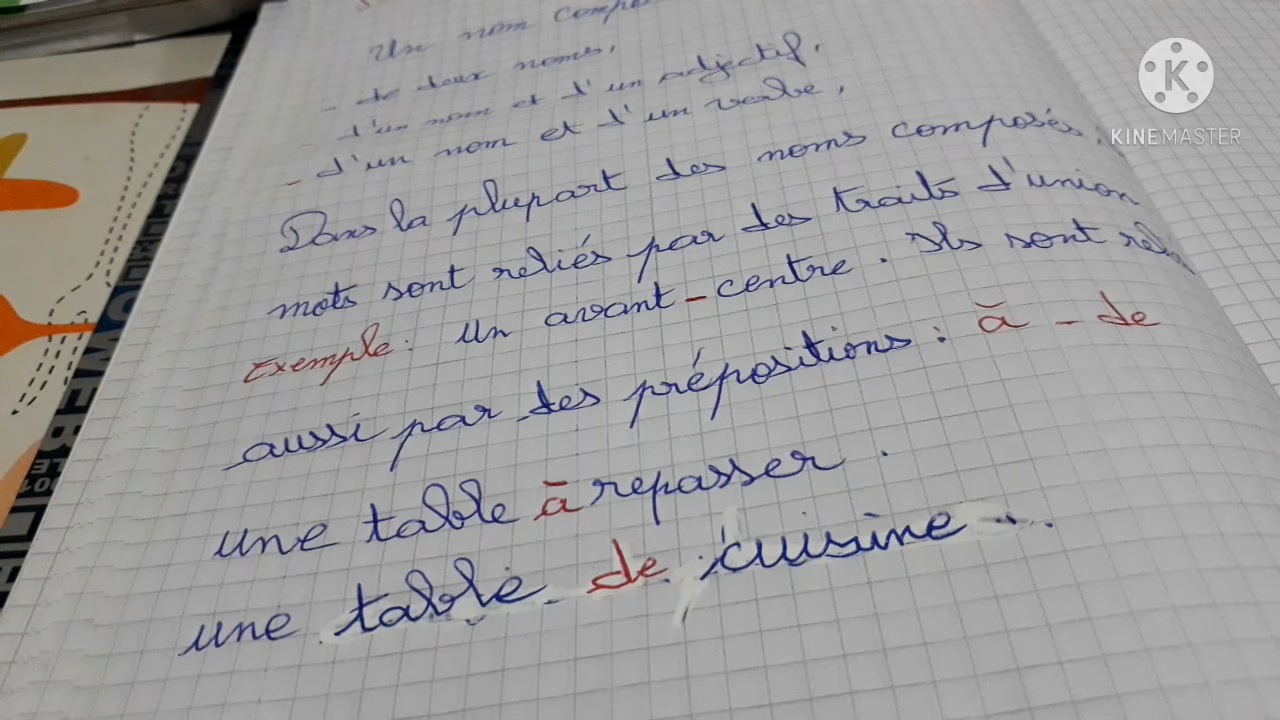 Un nom compo
- de deux noms,
d'un nom et d'un adjectif,
- d'un nom et d'un verbe,
Dans la plupart des noms composés,
mots sont reliés par des traits d'union
Exemple: un avant-centre. Ils sont reli
aussi par des prépositions: à - de
une table à repasser.
une table de cuisine...
KINEMASTER